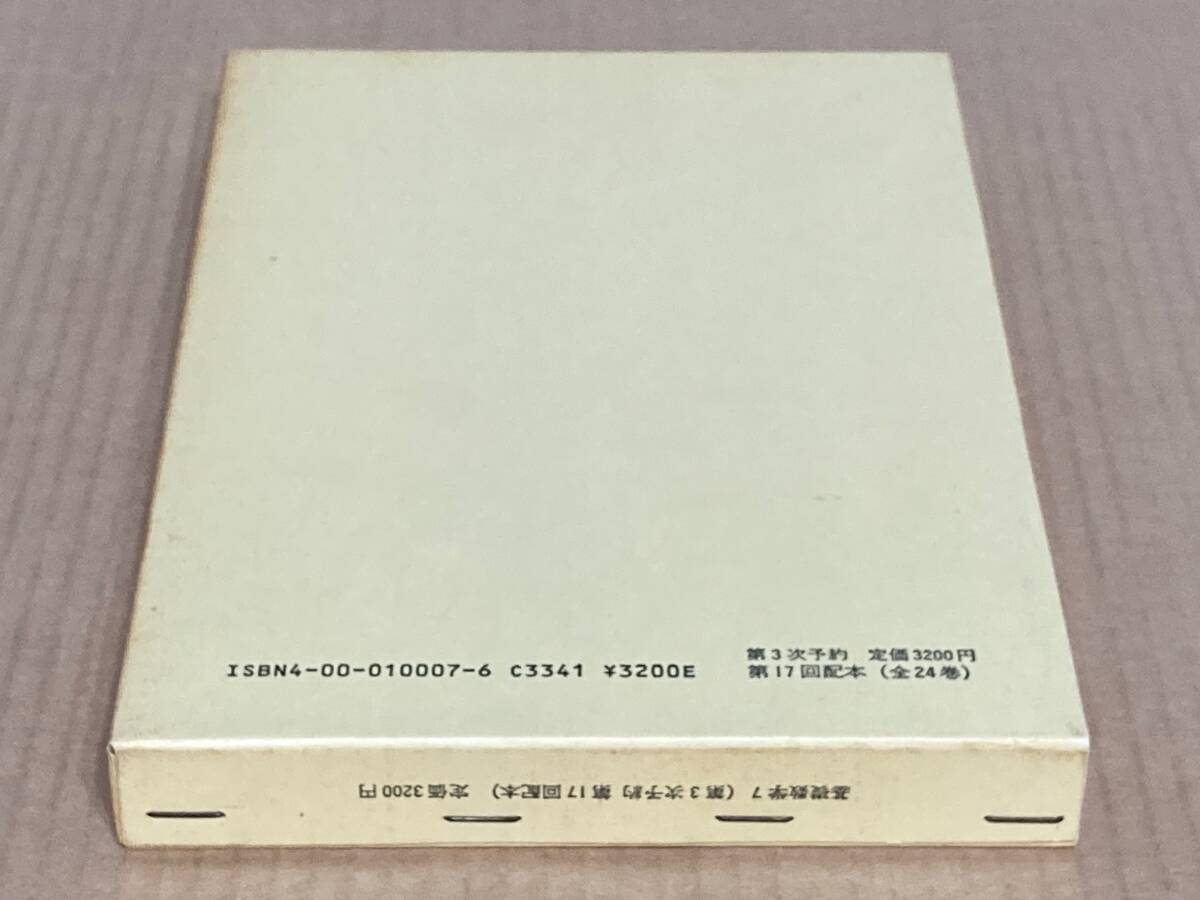 ISBN4-00-010007-6 C3341 ¥3200E
第3次予約 定価3200円
第17回配本(全24巻)
基礎数学7(第3次予約 第17回配本) 定価3200円